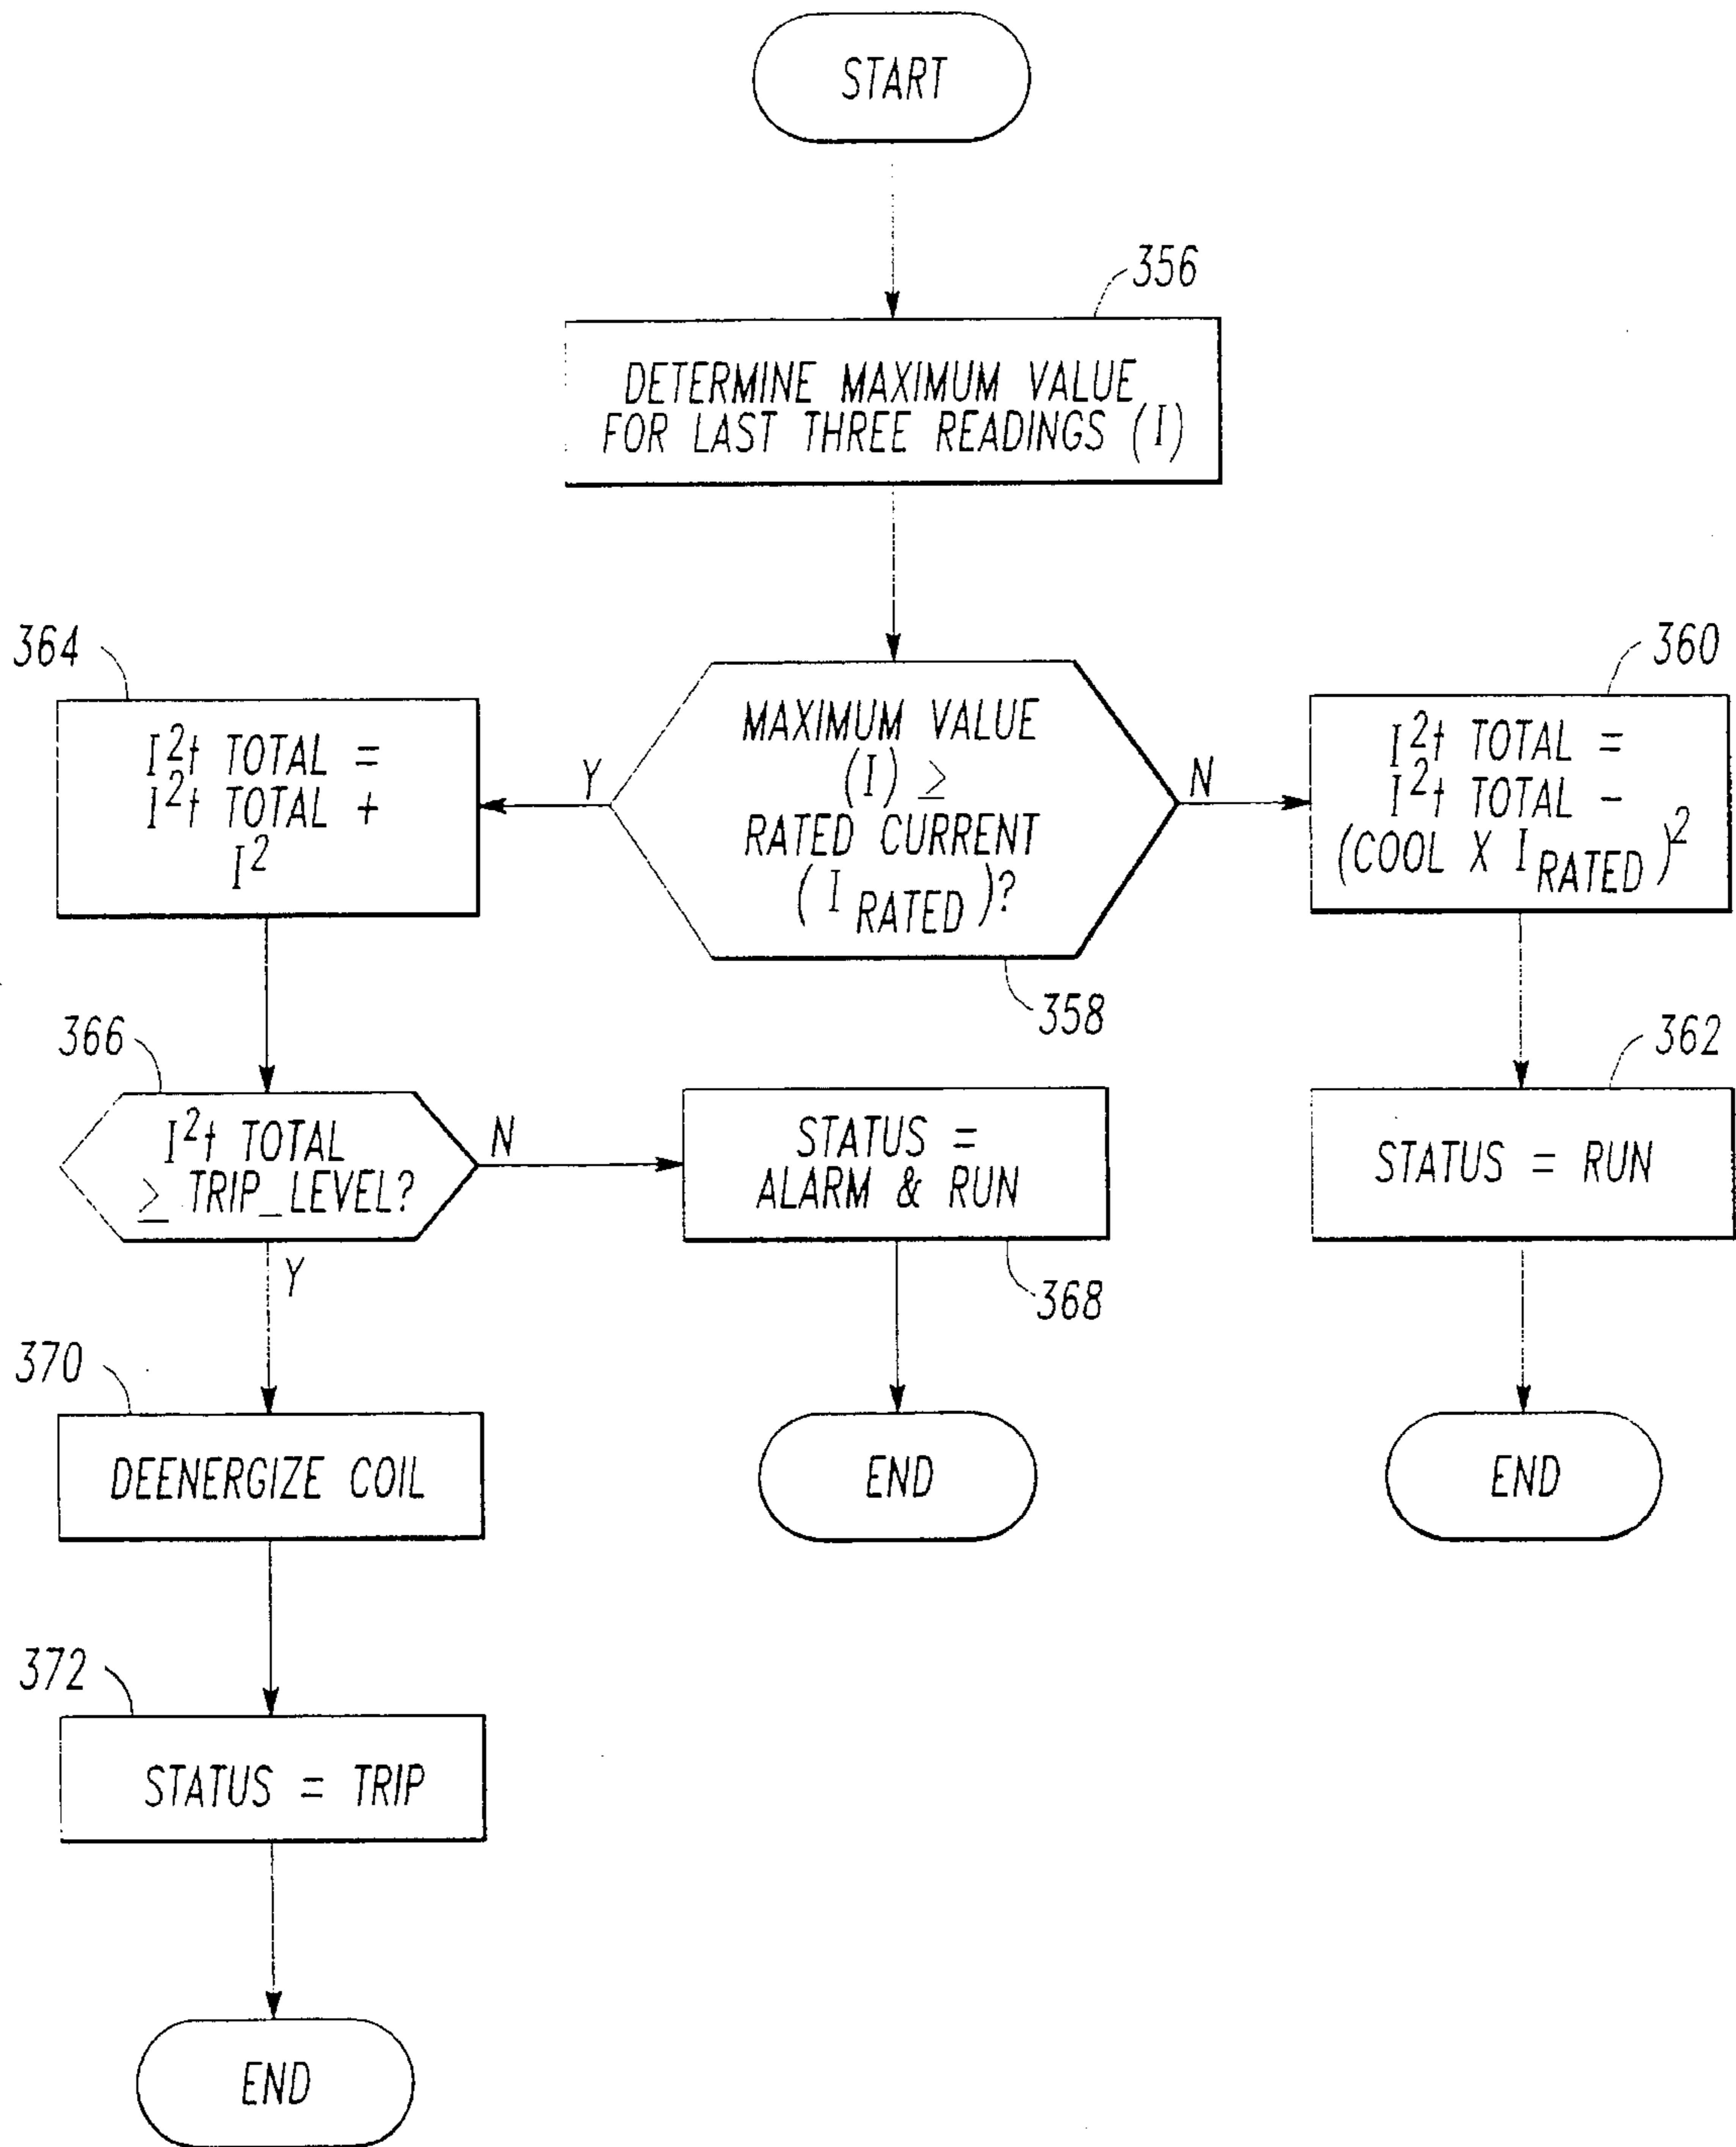 START
356
DETERMINE MAXIMUM VALUE
FOR LAST THREE READINGS (I)
364
I²t TOTAL =
I²t TOTAL +
I²
Y
MAXIMUM VALUE
(I) ≥
RATED CURRENT
(I RATED)?
358
N
360
I²t TOTAL =
I²t TOTAL –
(COOL X I RATED)²
366
I²t TOTAL
≥ TRIP_LEVEL?
N
Y
STATUS =
ALARM & RUN
368
362
STATUS = RUN
370
DEENERGIZE COIL
END
END
372
STATUS = TRIP
END